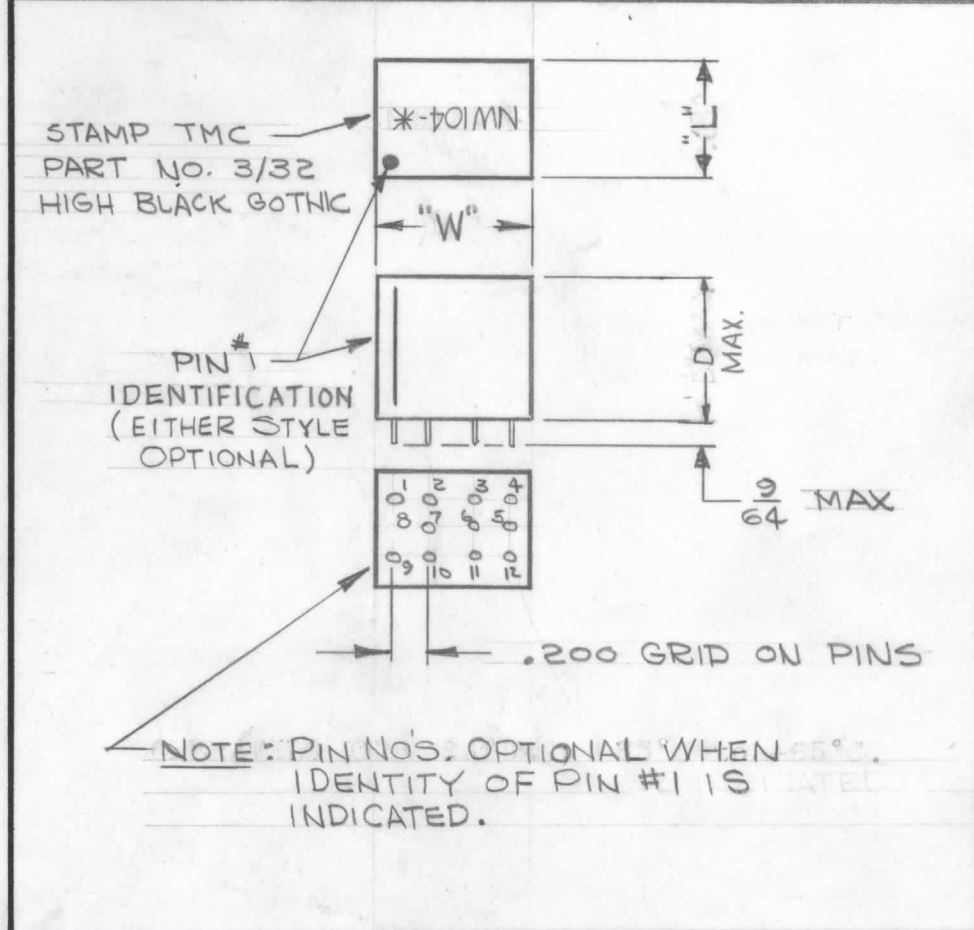 NW104-*
"L"
STAMP TMC
PART NO. 3/32
HIGH BLACK GOTHIC
"W"
D
MAX.
PIN #1
IDENTIFICATION
(EITHER STYLE
OPTIONAL)
9/64 MAX
1 2 3 4
8 7 6 5
9 10 11 12
.200 GRID ON PINS
NOTE: PIN NO'S. OPTIONAL WHEN
IDENTITY OF PIN #1 IS
INDICATED.